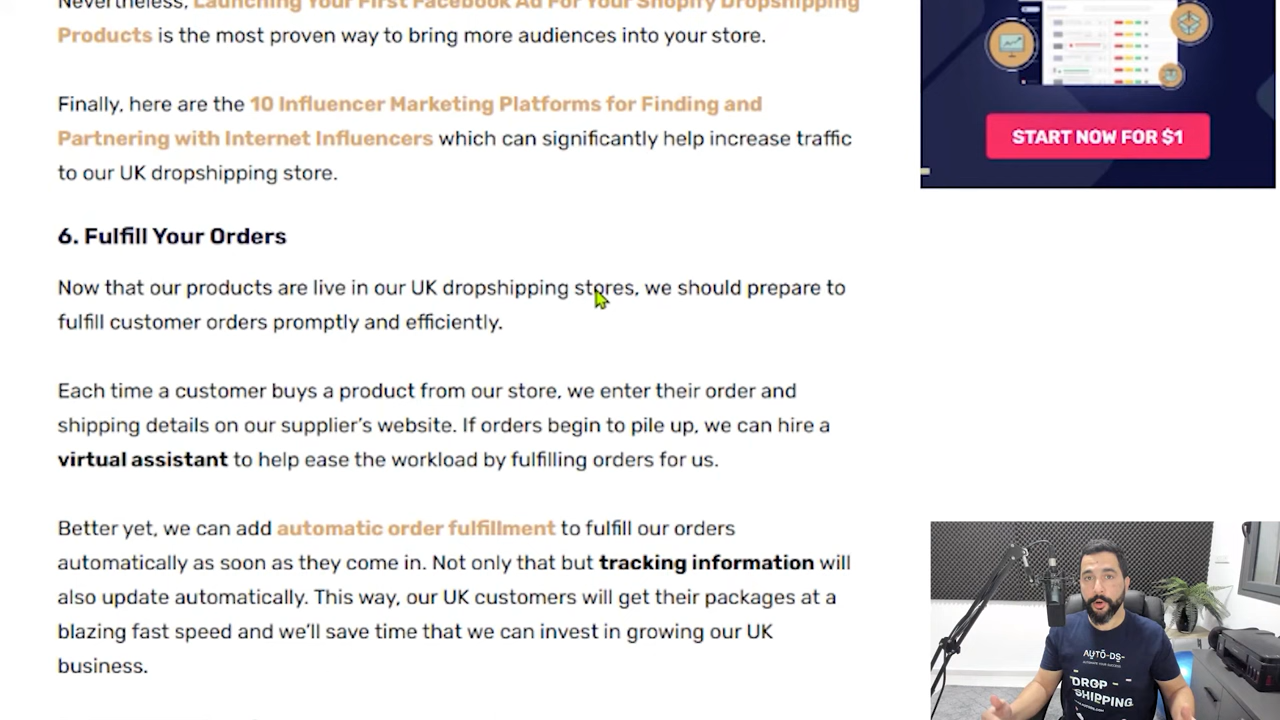 Nevertheless, Launching Your First Facebook Ad For Your Shopify Dropshipping
Products is the most proven way to bring more audiences into your store.
Finally, here are the 10 Influencer Marketing Platforms for Finding and
Partnering with Internet Influencers which can significantly help increase traffic
to our UK dropshipping store.
START NOW FOR $1
6. Fulfill Your Orders
Now that our products are live in our UK dropshipping stores, we should prepare to
fulfill customer orders promptly and efficiently.
Each time a customer buys a product from our store, we enter their order and
shipping details on our supplier’s website. If orders begin to pile up, we can hire a
virtual assistant to help ease the workload by fulfilling orders for us.
Better yet, we can add automatic order fulfillment to fulfill our orders
automatically as soon as they come in. Not only that but tracking information will
also update automatically. This way, our UK customers will get their packages at a
blazing fast speed and we’ll save time that we can invest in growing our UK
business.
AUTO-DS
DROP
SHIPPING